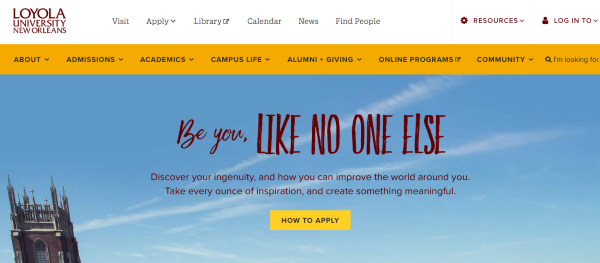 LOYOLA
UNIVERSITY
NEW ORLEANS
Visit Apply Library Calendar News Find People
RESOURCES LOG IN TO
ABOUT ADMISSIONS ACADEMICS CAMPUS LIFE ALUMNI + GIVING ONLINE PROGRAMS COMMUNITY I'm looking for
Be you, LIKE NO ONE ELSE
Discover your ingenuity, and how you can improve the world around you.
Take every ounce of inspiration, and create something meaningful.
HOW TO APPLY